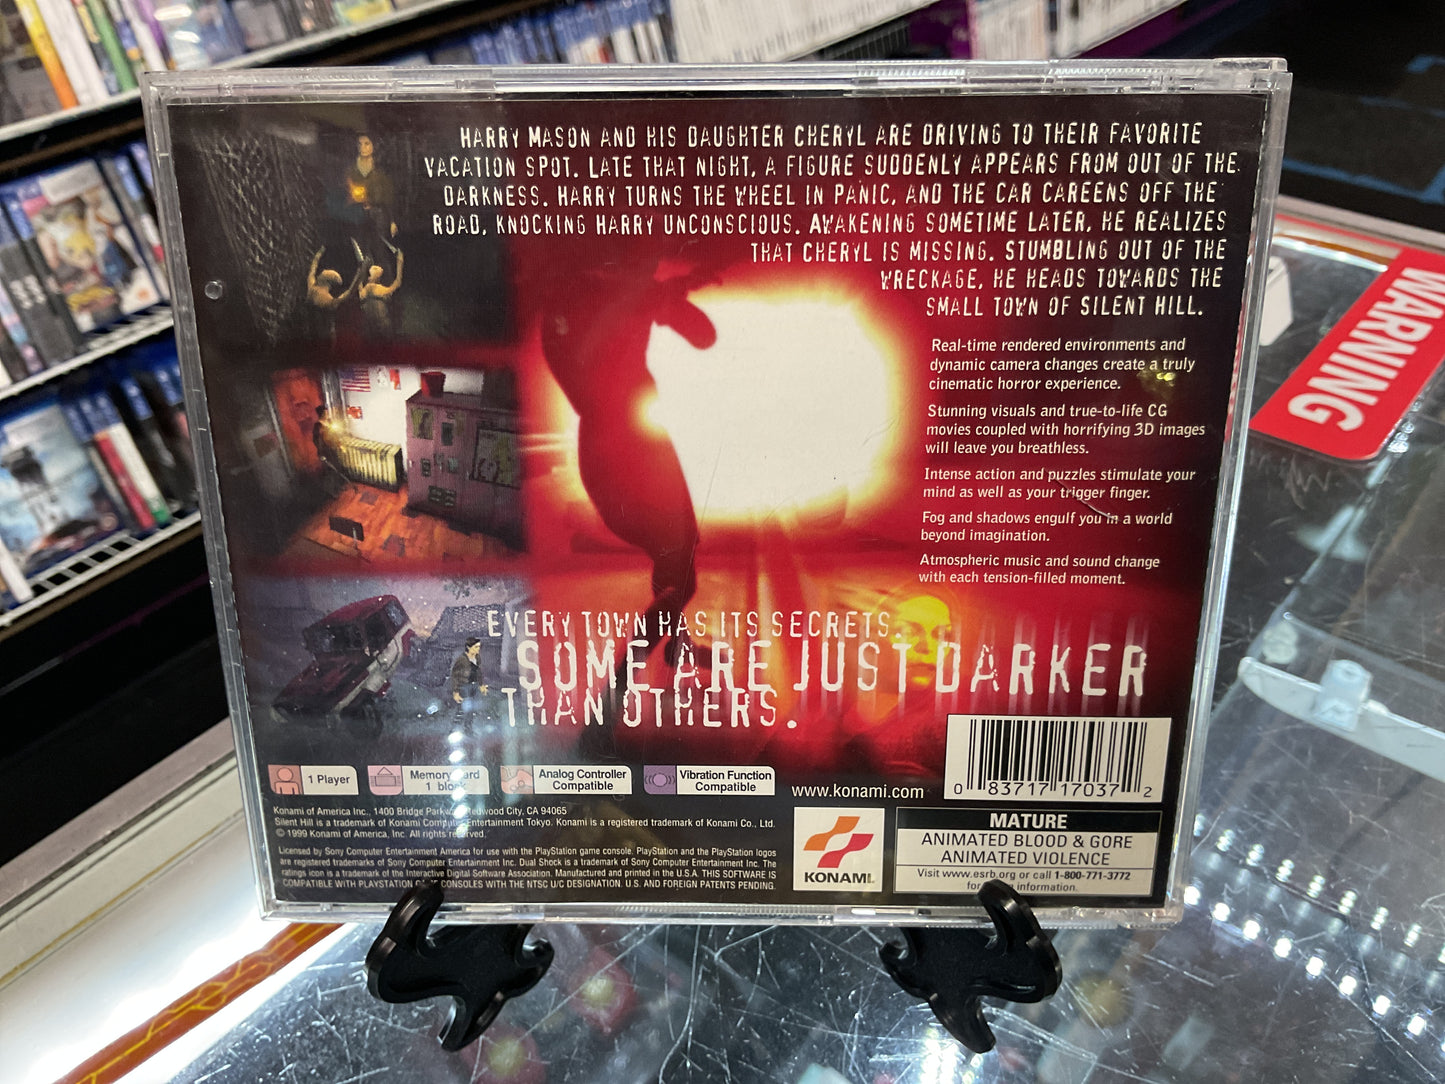 HARRY MASON AND HIS DAUGHTER CHERYL ARE DRIVING TO THEIR FAVORITE
VACATION SPOT. LATE THAT NIGHT, A FIGURE SUDDENLY APPEARS FROM OUT OF THE
DARKNESS. HARRY TURNS THE WHEEL IN PANIC, AND THE CAR CAREENS OFF THE
ROAD, KNOCKING HARRY UNCONSCIOUS. AWAKENING SOMETIME LATER, HE REALIZES
THAT CHERYL IS MISSING. STUMBLING OUT OF THE
WRECKAGE, HE HEADS TOWARDS THE
SMALL TOWN OF SILENT HILL.
Real-time rendered environments and
dynamic camera changes create a truly
cinematic horror experience.
Stunning visuals and true-to-life CG
movies coupled with horrifying 3D images
will leave you breathless.
Intense action and puzzles stimulate your
mind as well as your trigger finger.
Fog and shadows engulf you in a world
beyond imagination.
Atmospheric music and sound change
with each tension-filled moment.
EVERY TOWN HAS ITS SECRETS.
SOME ARE JUST DARKER
THAN OTHERS.
1 Player
Memory Card
1 block
Analog Controller
Compatible
Vibration Function
Compatible
www.konami.com
0 83717 17037 2
Konami of America Inc., 1400 Bridge Parkway Redwood City, CA 94065
Silent Hill is a trademark of Konami Computer Entertainment Tokyo. Konami is a registered trademark of Konami Co., Ltd.
© 1999 Konami of America, Inc. All rights reserved.
Licensed by Sony Computer Entertainment America for use with the PlayStation game console. PlayStation and the PlayStation logos
are registered trademarks of Sony Computer Entertainment Inc. Dual Shock is a trademark of Sony Computer Entertainment Inc. The
ratings icon is a trademark of the Interactive Digital Software Association. Manufactured and printed in the U.S.A. THIS SOFTWARE IS
COMPATIBLE WITH PLAYSTATION CONSOLES WITH THE NTSC U/C DESIGNATION. U.S. AND FOREIGN PATENTS PENDING.
KONAMI
MATURE
ANIMATED BLOOD & GORE
ANIMATED VIOLENCE
Visit www.esrb.org or call 1-800-771-3772
for information.
WARNING